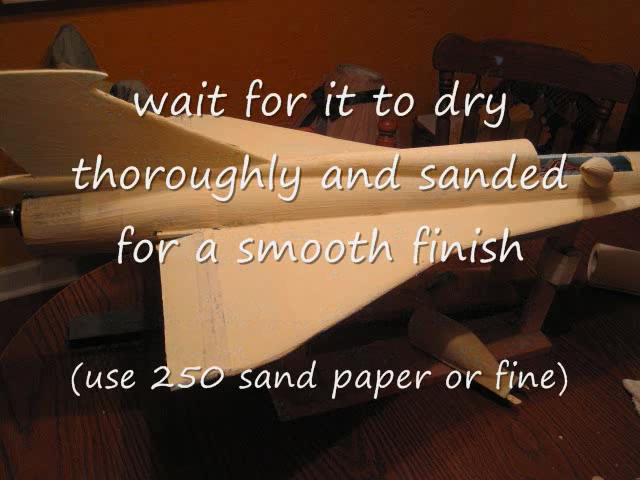 wait for it to dry
thoroughly and sanded
for a smooth finish
(use 250 sand paper or fine)